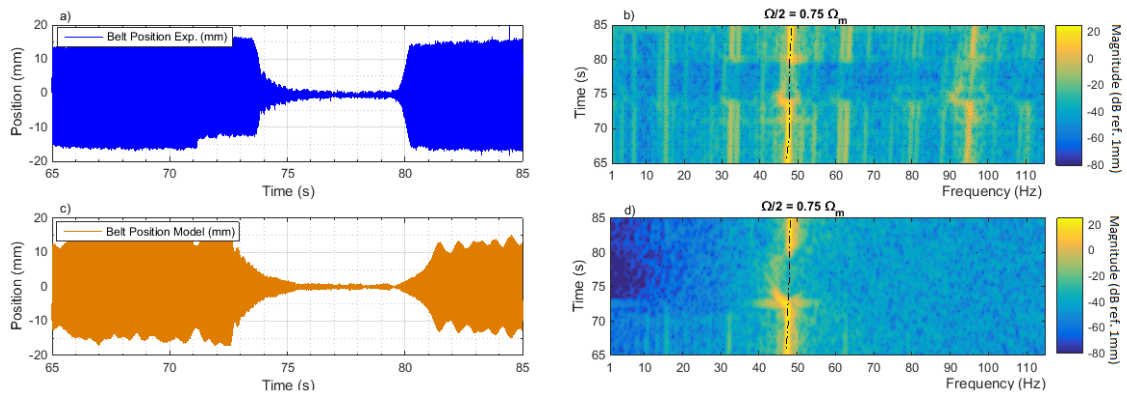 a)
Belt Position Exp. (mm)
20
10
0
-10
-20
Position (mm)
65 70 75 80 85
Time (s)
b)
Ω/2 = 0.75 Ωm
85
80
75
70
65
Time (s)
1 10 20 30 40 50 60 70 80 90 100 110
Frequency (Hz)
20
0
-20
-40
-60
-80
Magnitude (dB ref. 1mm)
c)
Belt Position Model (mm)
20
10
0
-10
-20
Position (mm)
65 70 75 80 85
Time (s)
d)
Ω/2 = 0.75 Ωm
85
80
75
70
65
Time (s)
1 10 20 30 40 50 60 70 80 90 100 110
Frequency (Hz)
20
0
-20
-40
-60
-80
Magnitude (dB ref. 1mm)